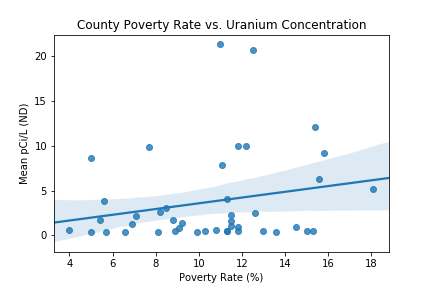 County Poverty Rate vs. Uranium Concentration
Mean pCi/L (ND)
20
15
10
5
0
4 6 8 10 12 14 16 18
Poverty Rate (%)